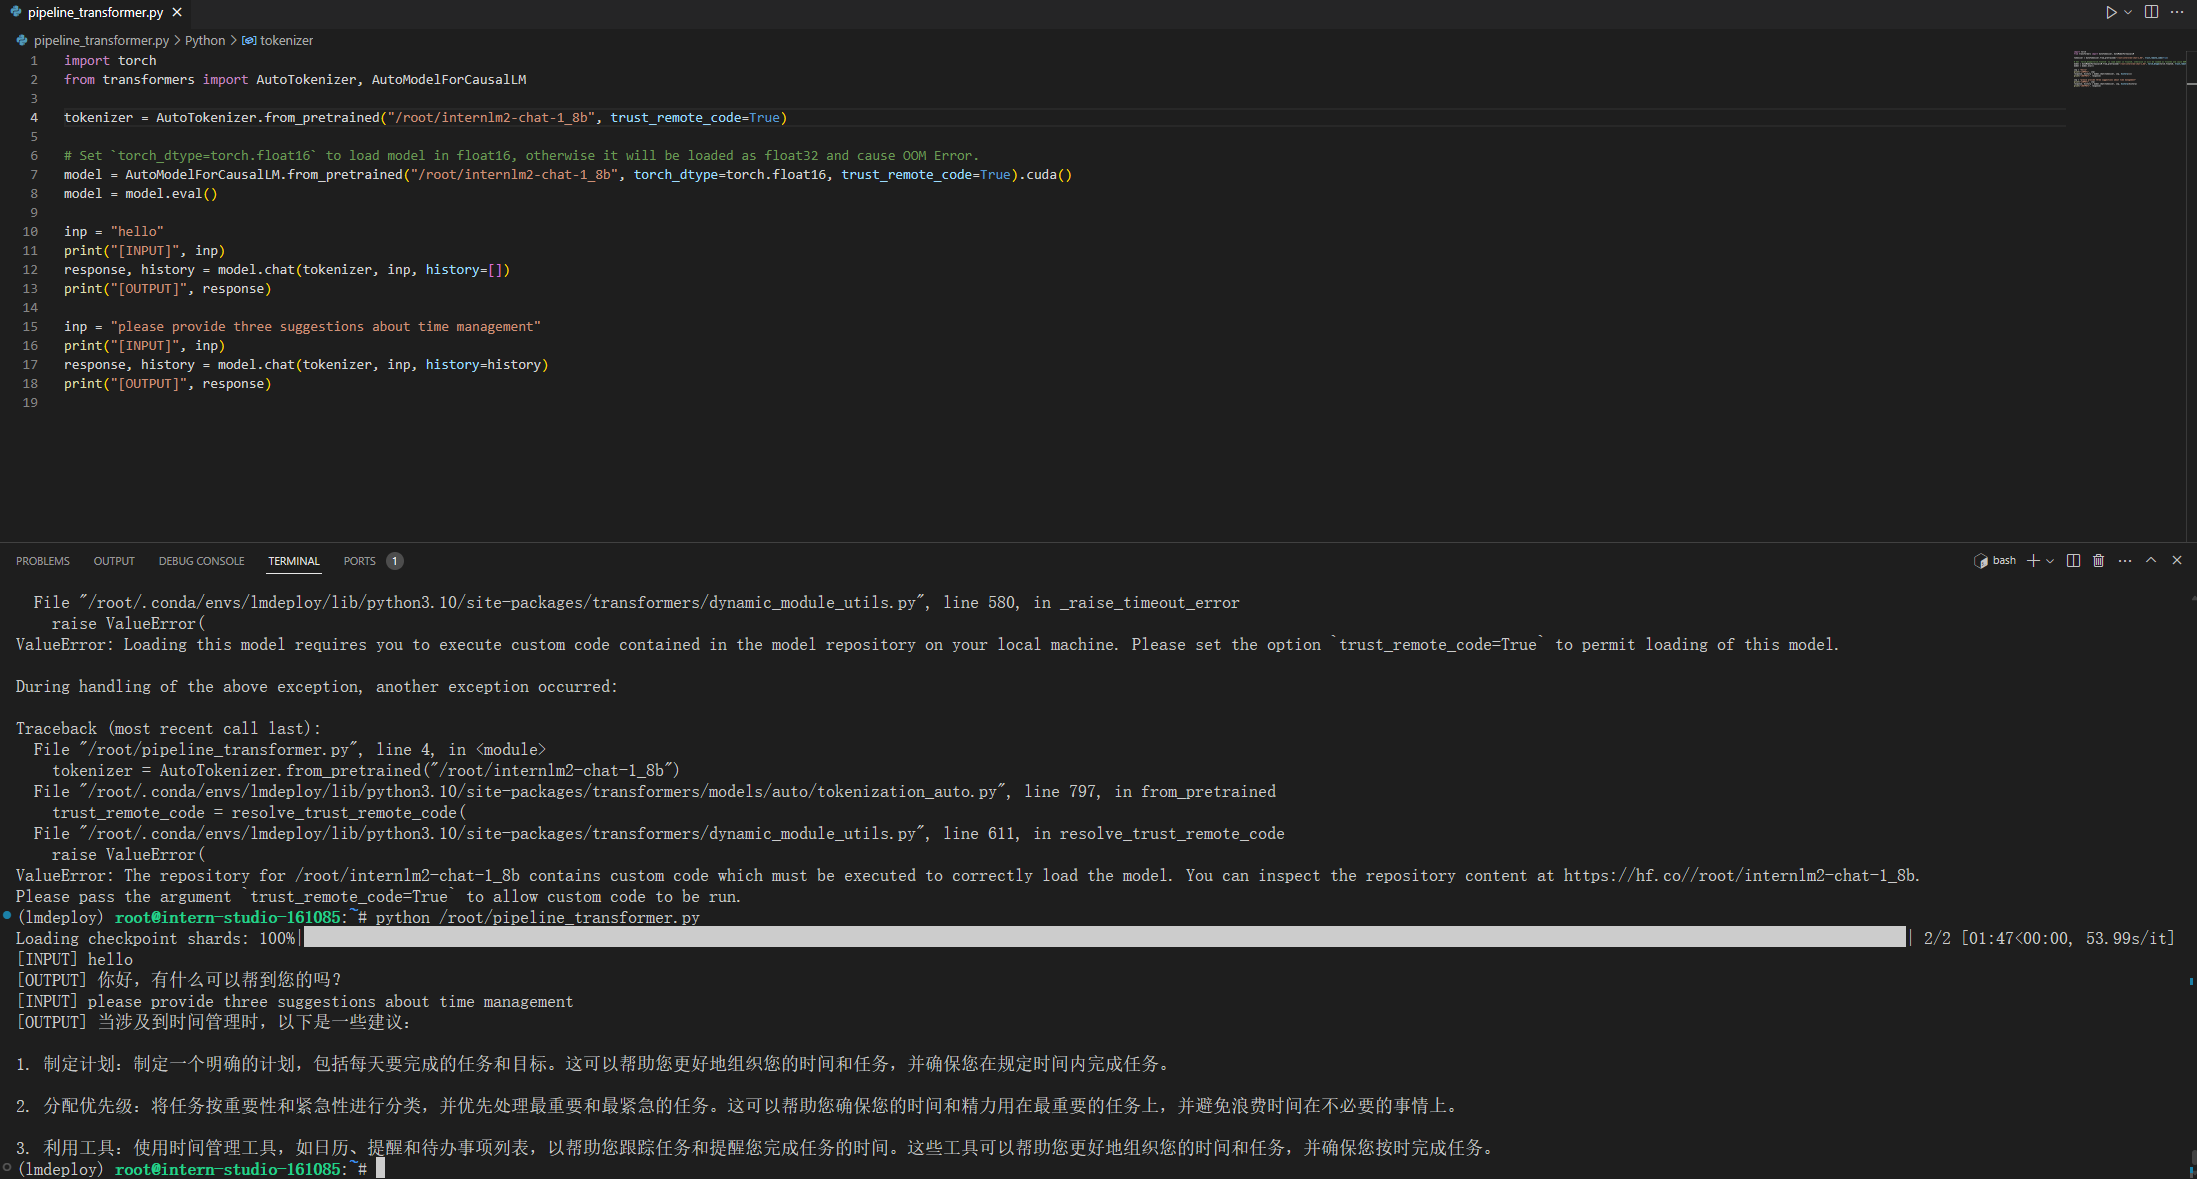 pipeline_transformer.py
pipeline_transformer.py > Python > tokenizer
1 import torch
2 from transformers import AutoTokenizer, AutoModelForCausalLM
3
4 tokenizer = AutoTokenizer.from_pretrained("/root/internlm2-chat-1_8b", trust_remote_code=True)
5
6 # Set `torch_dtype=torch.float16` to load model in float16, otherwise it will be loaded as float32 and cause OOM Error.
7 model = AutoModelForCausalLM.from_pretrained("/root/internlm2-chat-1_8b", torch_dtype=torch.float16, trust_remote_code=True).cuda()
8 model = model.eval()
9
10 inp = "hello"
11 print("[INPUT]", inp)
12 response, history = model.chat(tokenizer, inp, history=[])
13 print("[OUTPUT]", response)
14
15 inp = "please provide three suggestions about time management"
16 print("[INPUT]", inp)
17 response, history = model.chat(tokenizer, inp, history=history)
18 print("[OUTPUT]", response)
19
PROBLEMS OUTPUT DEBUG CONSOLE TERMINAL PORTS 1 bash
File "/root/.conda/envs/lmdeploy/lib/python3.10/site-packages/transformers/dynamic_module_utils.py", line 580, in _raise_timeout_error
raise ValueError(
ValueError: Loading this model requires you to execute custom code contained in the model repository on your local machine. Please set the option `trust_remote_code=True` to permit loading of this model.
During handling of the above exception, another exception occurred:
Traceback (most recent call last):
File "/root/pipeline_transformer.py", line 4, in <module>
tokenizer = AutoTokenizer.from_pretrained("/root/internlm2-chat-1_8b")
File "/root/.conda/envs/lmdeploy/lib/python3.10/site-packages/transformers/models/auto/tokenization_auto.py", line 797, in from_pretrained
trust_remote_code = resolve_trust_remote_code(
File "/root/.conda/envs/lmdeploy/lib/python3.10/site-packages/transformers/dynamic_module_utils.py", line 611, in resolve_trust_remote_code
raise ValueError(
ValueError: The repository for /root/internlm2-chat-1_8b contains custom code which must be executed to correctly load the model. You can inspect the repository content at https://hf.co//root/internlm2-chat-1_8b.
Please pass the argument `trust_remote_code=True` to allow custom code to be run.
(lmdeploy) root@intern-studio-161085:~# python /root/pipeline_transformer.py
Loading checkpoint shards: 100%| | 2/2 [01:47<00:00, 53.99s/it]
[INPUT] hello
[OUTPUT] 你好，有什么可以帮到您的吗？
[INPUT] please provide three suggestions about time management
[OUTPUT] 当涉及到时间管理时，以下是一些建议：
1. 制定计划：制定一个明确的计划，包括每天要完成的任务和目标。这可以帮助您更好地组织您的时间和任务，并确保您在规定时间内完成任务。
2. 分配优先级：将任务按重要性和紧急性进行分类，并优先处理最重要和最紧急的任务。这可以帮助您确保您的时间和精力用在最重要的任务上，并避免浪费时间在不必要的事情上。
3. 利用工具：使用时间管理工具，如日历、提醒和待办事项列表，以帮助您跟踪任务和提醒您完成任务的时间。这些工具可以帮助您更好地组织您的时间和任务，并确保您按时完成任务。
(lmdeploy) root@intern-studio-161085:~#